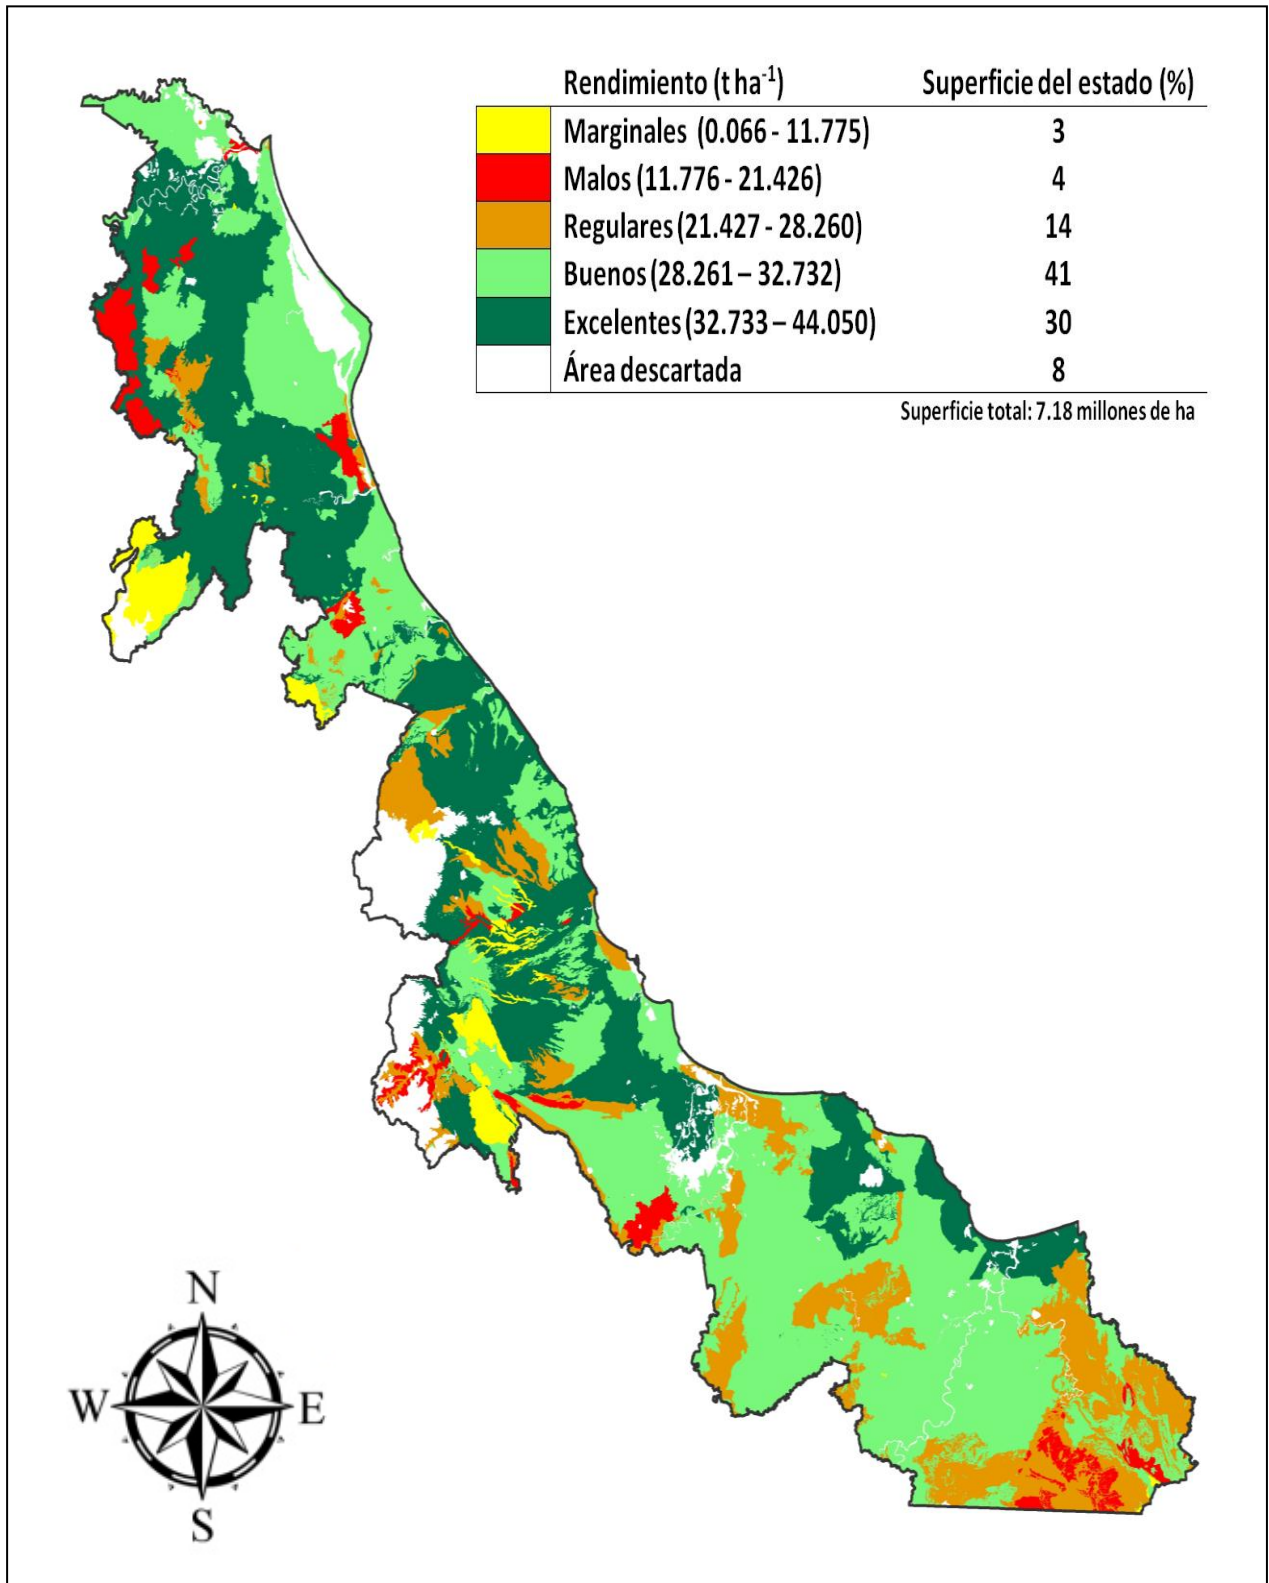 Rendimiento (t ha-1) Superficie del estado (%)
Marginales (0.066 - 11.775) 3
Malos (11.776 - 21.426) 4
Regulares (21.427 - 28.260) 14
Buenos (28.261 – 32.732) 41
Excelentes (32.733 – 44.050) 30
Área descartada 8
Superficie total: 7.18 millones de ha
N
W E
S